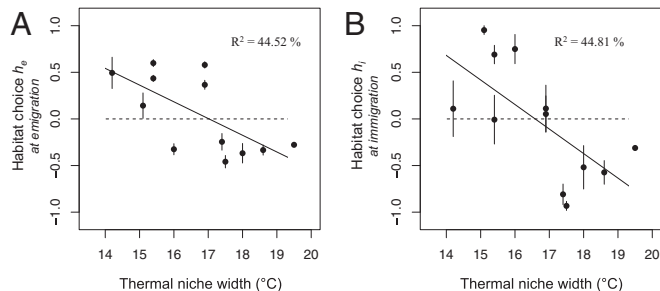 A
R² = 44.52 %
Habitat choice hₑ
at emigration
1.0
0.5
0.0
-0.5
-1.0
14 15 16 17 18 19 20
Thermal niche width (°C)
B
R² = 44.81 %
Habitat choice hᵢ
at immigration
1.0
0.5
0.0
-0.5
-1.0
14 15 16 17 18 19 20
Thermal niche width (°C)